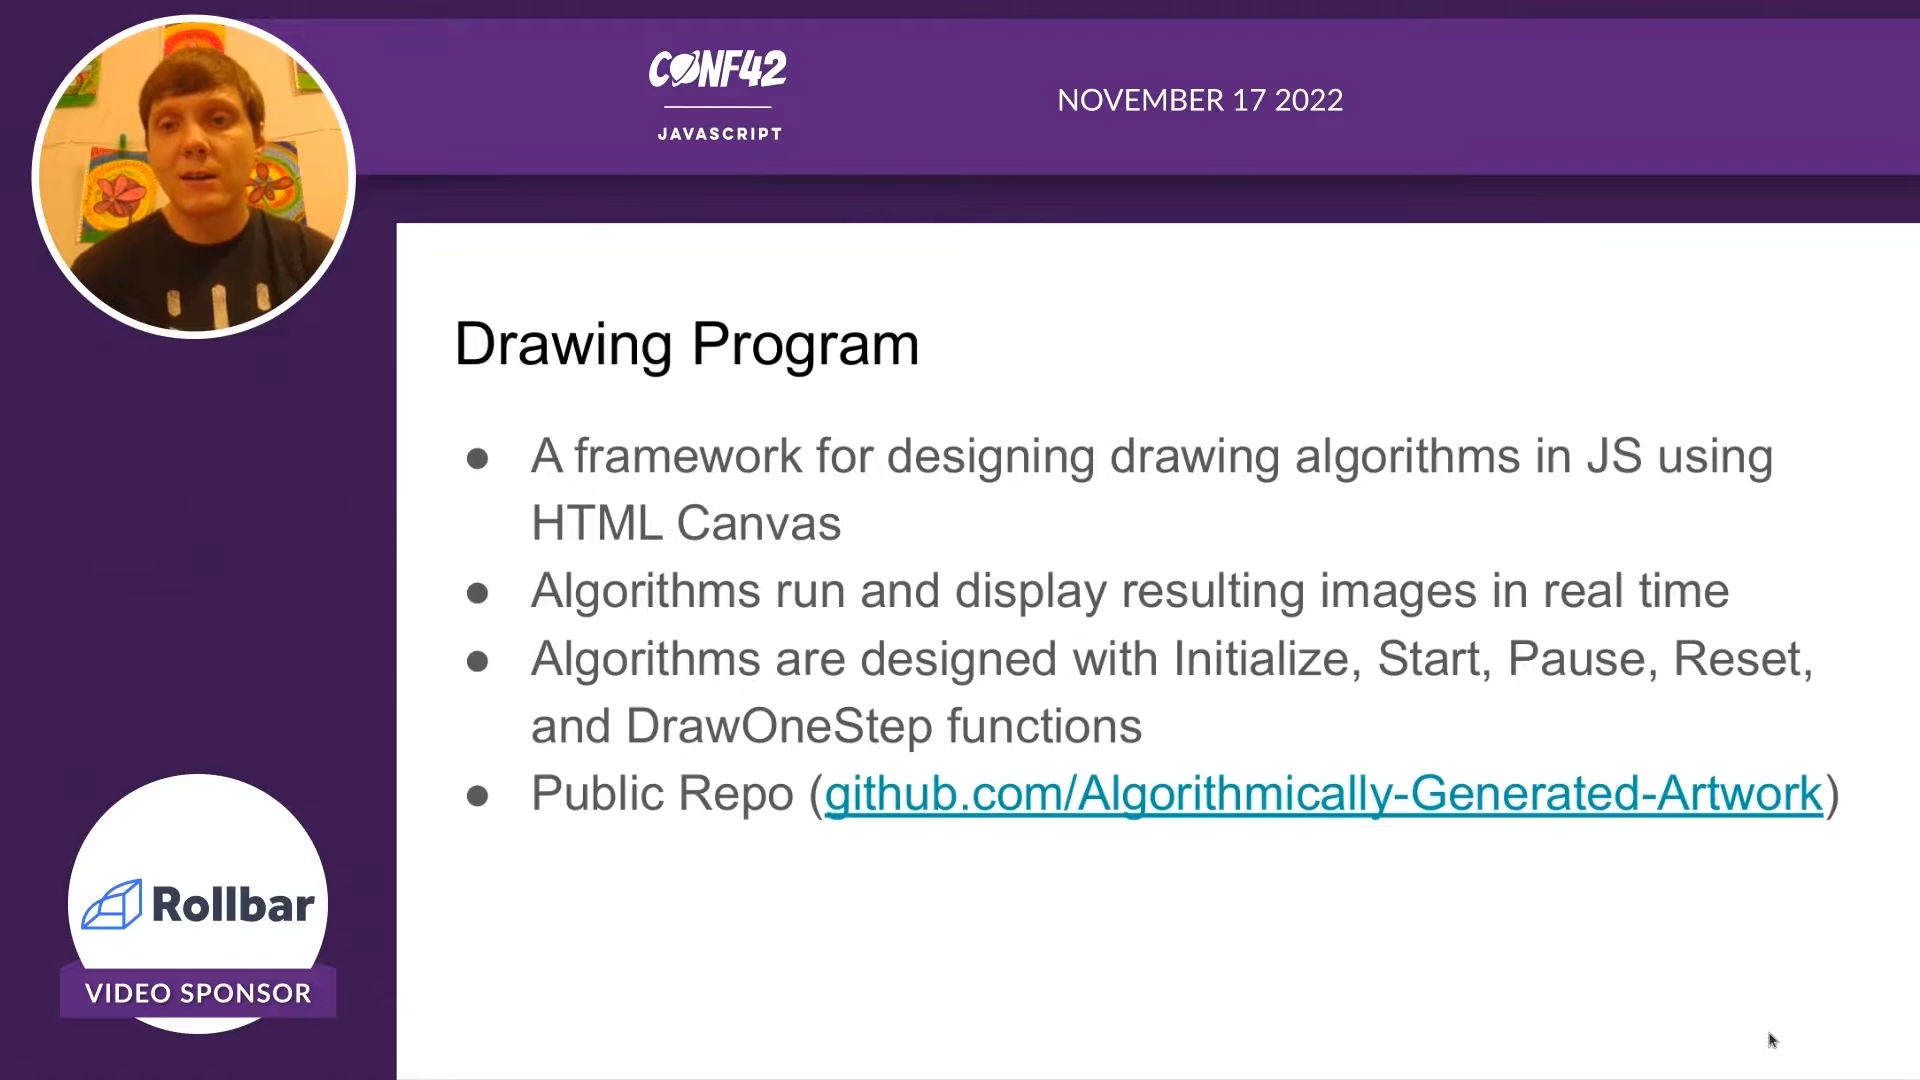 CONF42
JAVASCRIPT
NOVEMBER 17 2022
Drawing Program
● A framework for designing drawing algorithms in JS using
HTML Canvas
● Algorithms run and display resulting images in real time
● Algorithms are designed with Initialize, Start, Pause, Reset,
and DrawOneStep functions
● Public Repo (github.com/Algorithmically-Generated-Artwork)
Rollbar
VIDEO SPONSOR